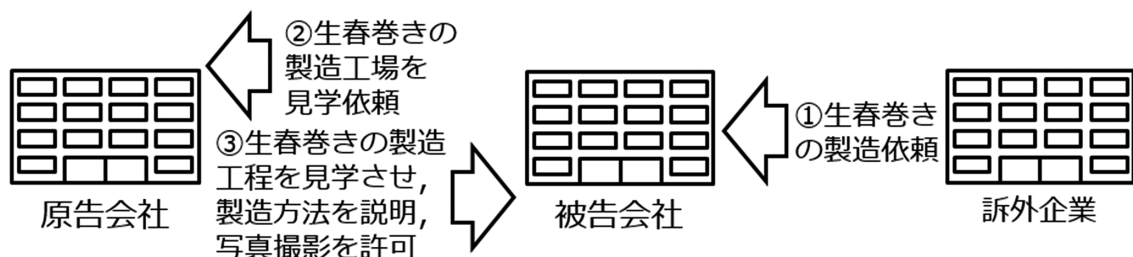 ②生春巻きの
製造工場を
見学依頼
①生春巻き
の製造依頼
③生春巻きの製造
工程を見学させ，
製造方法を説明，
写真撮影を許可
原告会社
被告会社
訴外企業